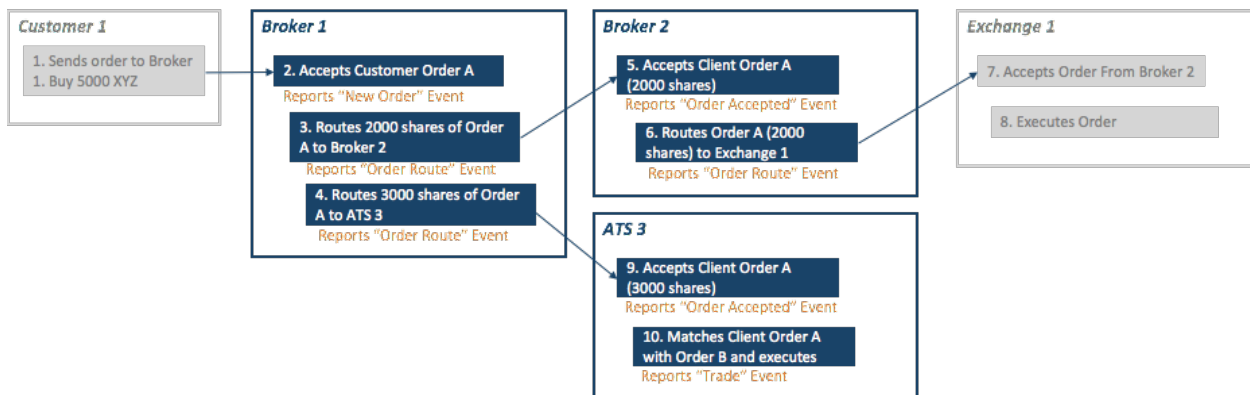 Customer 1
1. Sends order to Broker
1. Buy 5000 XYZ
Broker 1
2. Accepts Customer Order A
Reports "New Order" Event
3. Routes 2000 shares of Order
A to Broker 2
Reports "Order Route" Event
4. Routes 3000 shares of Order
A to ATS 3
Reports "Order Route" Event
Broker 2
5. Accepts Client Order A
(2000 shares)
Reports "Order Accepted" Event
6. Routes Order A (2000
shares) to Exchange 1
Reports "Order Route" Event
Exchange 1
7. Accepts Order From Broker 2
8. Executes Order
ATS 3
9. Accepts Client Order A
(3000 shares)
Reports "Order Accepted" Event
10. Matches Client Order A
with Order B and executes
Reports "Trade" Event